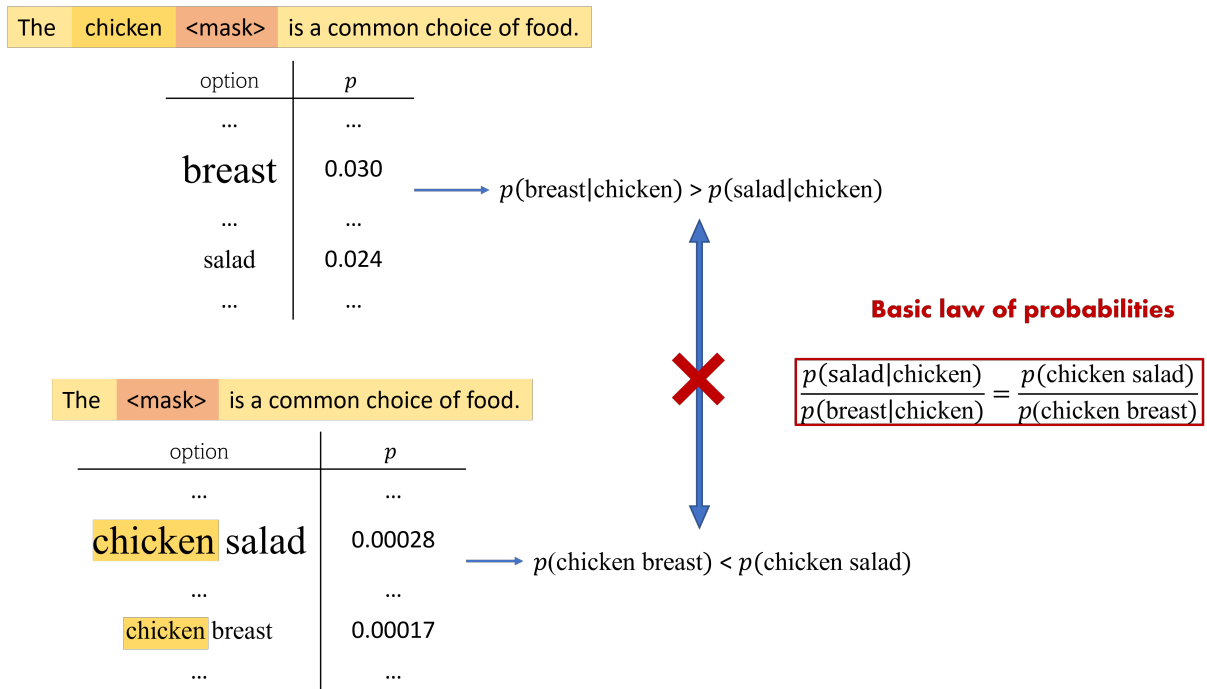 The chicken <mask> is a common choice of food.
option p
... ...
breast 0.030
... ...
salad 0.024
... ...
p(breast|chicken) > p(salad|chicken)
Basic law of probabilities
p(salad|chicken) / p(breast|chicken) = p(chicken salad) / p(chicken breast)
The <mask> is a common choice of food.
option p
... ...
chicken salad 0.00028
... ...
chicken breast 0.00017
... ...
p(chicken breast) < p(chicken salad)